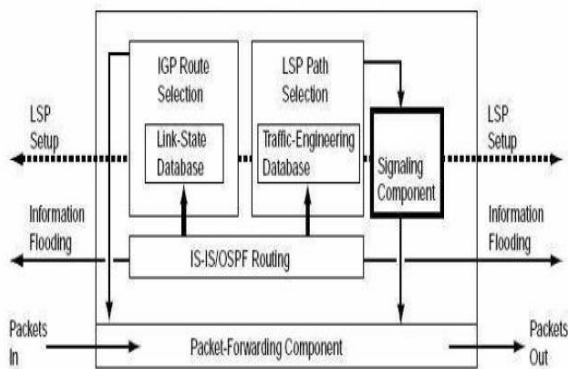 IGP Route
Selection
LSP Path
Selection
LSP
Setup
Link-State
Database
Traffic-Engineering
Database
Signaling
Component
LSP
Setup
Information
Flooding
IS-IS/OSPF Routing
Information
Flooding
Packets
In
Packet-Forwarding Component
Packets
Out